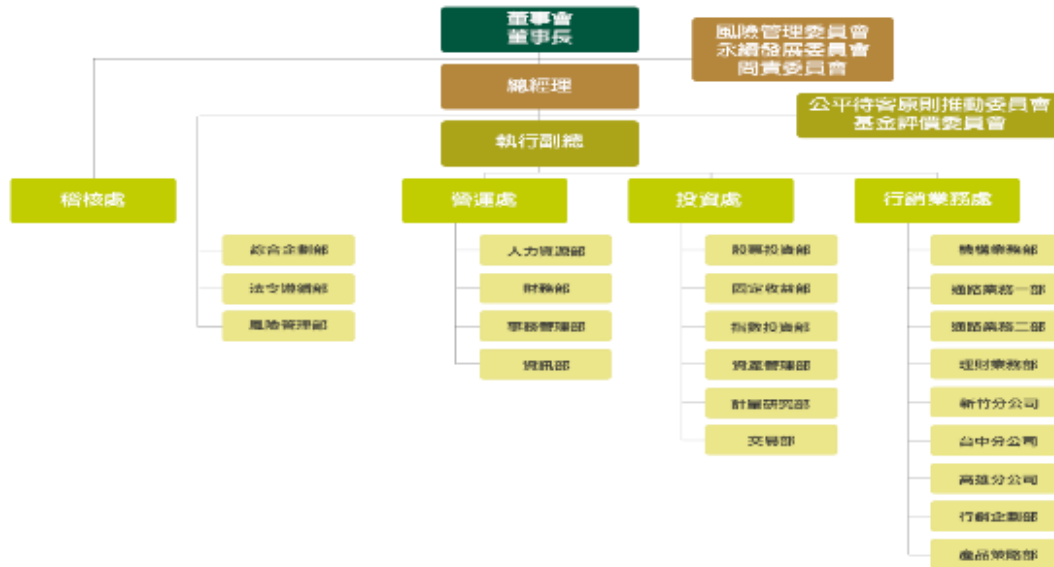 董事會
董事長
風險管理委員會
永續發展委員會
問責委員會
總經理
公平待客原則推動委員會
基金評價委員會
執行副總
稽核處
營運處
投資處
行銷業務處
綜合企劃部
法令遵循部
風險管理部
人力資源部
財務部
事務管理部
資訊部
股票投資部
固定收益部
指數投資部
資產管理部
計量研究部
交易部
機構業務部
通路業務一部
通路業務二部
理財業務部
新竹分公司
台中分公司
高雄分公司
行銷企劃部
產品策略部